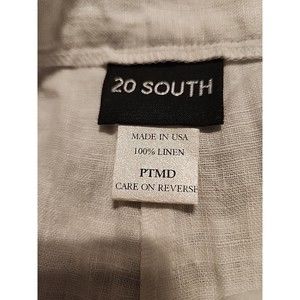 20 SOUTH
MADE IN USA
100% LINEN
PTMD
CARE ON REVERSE